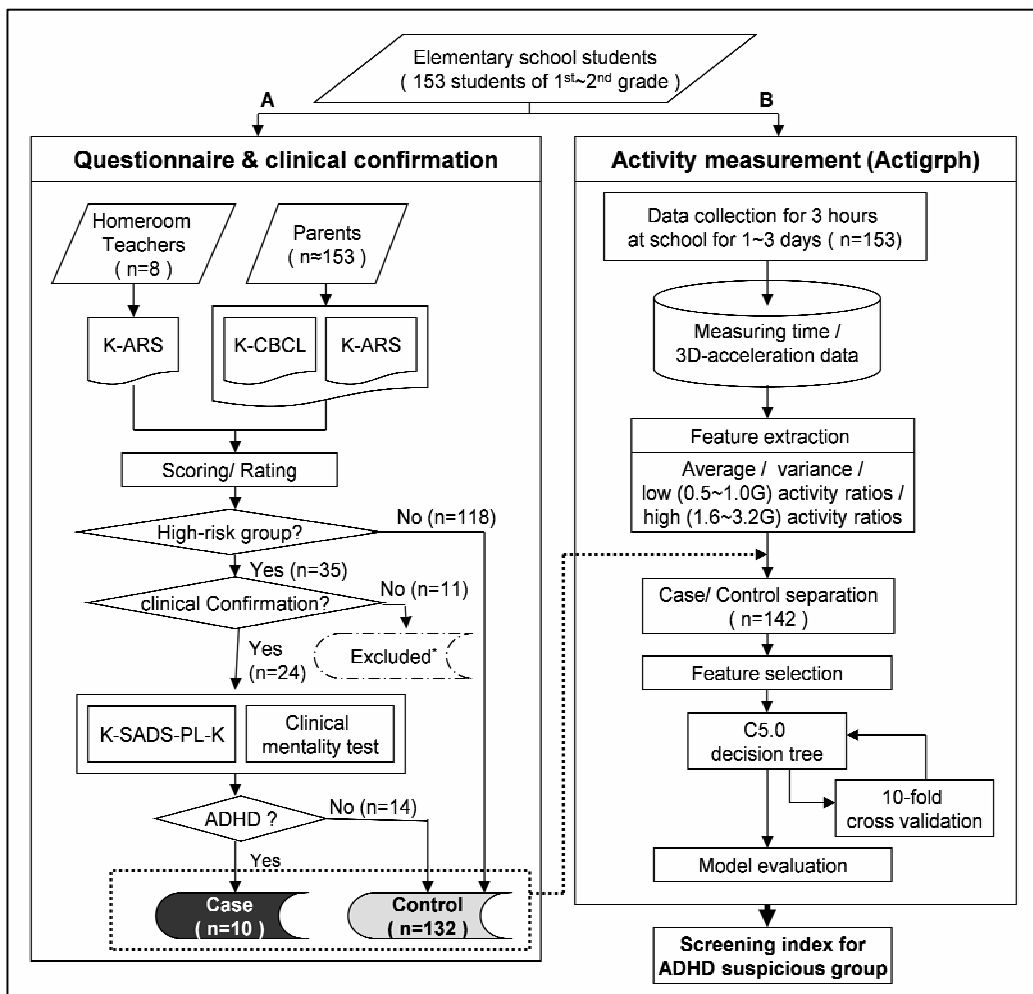 Elementary school students
( 153 students of 1st~2nd grade)
A
B
Questionnaire & clinical confirmation
Homeroom
Teachers
( n=8 )
Parents
( n≈153 )
K-ARS
K-CBCL
K-ARS
Scoring/ Rating
High-risk group?
No (n=118)
Yes (n=35)
clinical Confirmation?
No (n=11)
Excluded*
Yes
(n=24)
K-SADS-PL-K
Clinical
mentality test
ADHD ?
No (n=14)
Yes
Case
( n=10 )
Control
(n=132)
Activity measurement (Actigrph)
Data collection for 3 hours
at school for 1~3 days ( n=153)
Measuring time /
3D-acceleration data
Feature extraction
Average / variance /
low (0.5~1.0G) activity ratios /
high (1.6~3.2G) activity ratios
Case/ Control separation
( n=142 )
Feature selection
C5.0
decision tree
10-fold
cross validation
Model evaluation
Screening index for
ADHD suspicious group